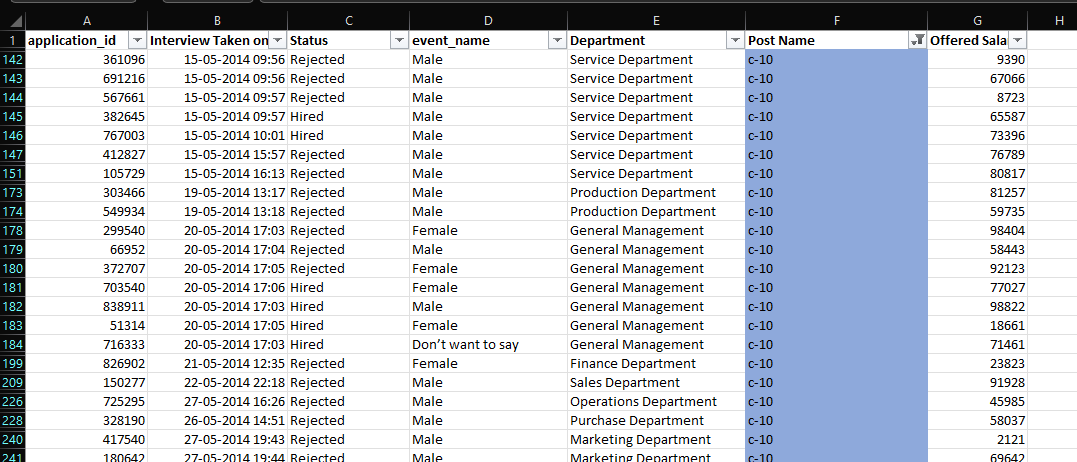 A B C D E F G H
1 application_id Interview Taken on Status event_name Department Post Name Offered Sala
142 361096 15-05-2014 09:56 Rejected Male Service Department c-10 9390
143 691216 15-05-2014 09:56 Rejected Male Service Department c-10 67066
144 567661 15-05-2014 09:57 Rejected Male Service Department c-10 8723
145 382645 15-05-2014 09:57 Hired Male Service Department c-10 65587
146 767003 15-05-2014 10:01 Hired Male Service Department c-10 73396
147 412827 15-05-2014 15:57 Rejected Male Service Department c-10 76789
151 105729 15-05-2014 16:13 Rejected Male Service Department c-10 80817
173 303466 19-05-2014 13:17 Rejected Male Production Department c-10 81257
174 549934 19-05-2014 13:18 Rejected Male Production Department c-10 59735
178 299540 20-05-2014 17:03 Rejected Female General Management c-10 98404
179 66952 20-05-2014 17:04 Rejected Male General Management c-10 58443
180 372707 20-05-2014 17:05 Rejected Female General Management c-10 92123
181 703540 20-05-2014 17:06 Hired Female General Management c-10 77027
182 838911 20-05-2014 17:03 Hired Male General Management c-10 98822
183 51314 20-05-2014 17:05 Hired Female General Management c-10 18661
184 716333 20-05-2014 17:03 Hired Don’t want to say General Management c-10 71461
199 826902 21-05-2014 12:35 Rejected Female Finance Department c-10 23823
209 150277 22-05-2014 22:18 Rejected Male Sales Department c-10 91928
226 725295 27-05-2014 16:26 Rejected Male Operations Department c-10 45985
228 328190 26-05-2014 14:51 Rejected Male Purchase Department c-10 58037
240 417540 27-05-2014 19:43 Rejected Male Marketing Department c-10 2121
241 180642 27-05-2014 19:44 Rejected Male Marketing Department c-10 69642